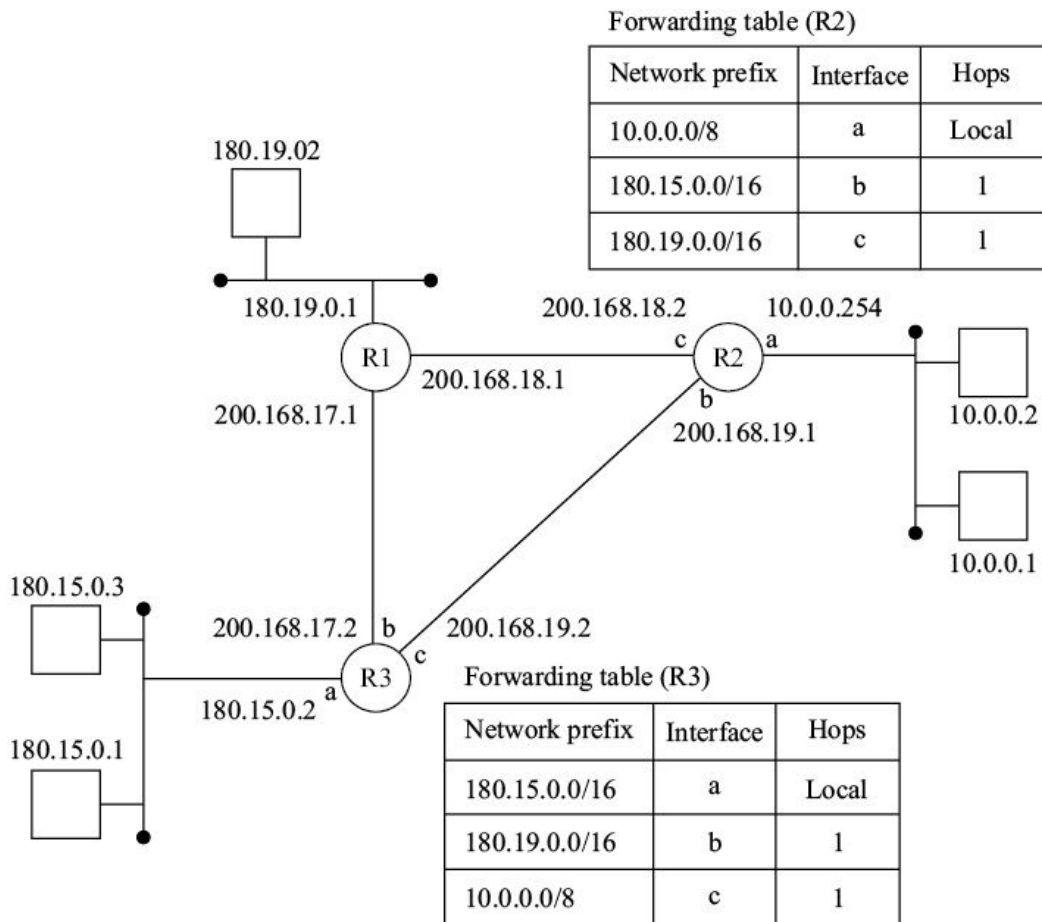 Forwarding table (R2)
Network prefix Interface Hops
10.0.0.0/8 a Local
180.15.0.0/16 b 1
180.19.0.0/16 c 1
180.19.02
180.19.0.1
200.168.18.2
10.0.0.254
R1
c
R2
a
200.168.18.1
200.168.17.1
b
200.168.19.1
10.0.0.2
10.0.0.1
180.15.0.3
200.168.17.2
b
200.168.19.2
c
R3
a
180.15.0.2
180.15.0.1
Forwarding table (R3)
Network prefix Interface Hops
180.15.0.0/16 a Local
180.19.0.0/16 b 1
10.0.0.0/8 c 1